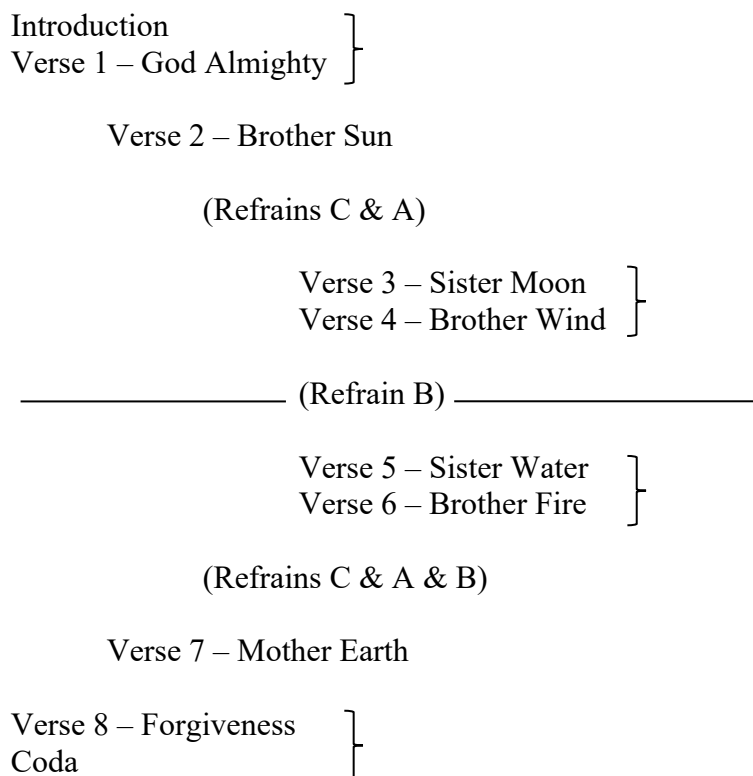 Introduction
Verse 1 – God Almighty
Verse 2 – Brother Sun
(Refrains C & A)
Verse 3 – Sister Moon
Verse 4 – Brother Wind
(Refrain B)
Verse 5 – Sister Water
Verse 6 – Brother Fire
(Refrains C & A & B)
Verse 7 – Mother Earth
Verse 8 – Forgiveness
Coda